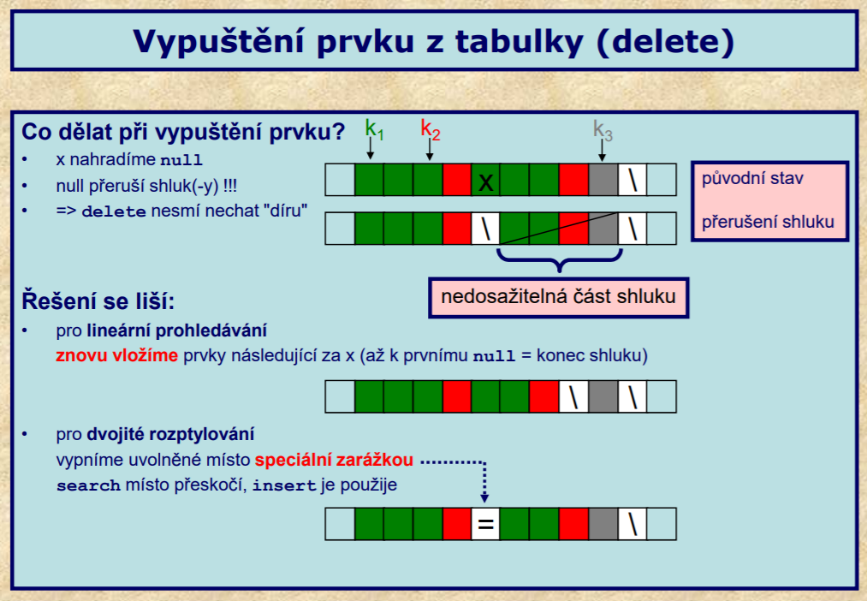 Vypuštění prvku z tabulky (delete)
Co dělat při vypuštění prvku?
k1 k2 k3
• x nahradíme null
• null přeruší shluk(-y) !!!
• => delete nesmí nechat "díru"
x \
\ \
původní stav
přerušení shluku
nedosažitelná část shluku
Řešení se liší:
• pro lineární prohledávání
znovu vložíme prvky následující za x (až k prvnímu null = konec shluku)
\ \
• pro dvojité rozptylování
vypníme uvolněné místo speciální zarážkou
search místo přeskočí, insert je použije
= \